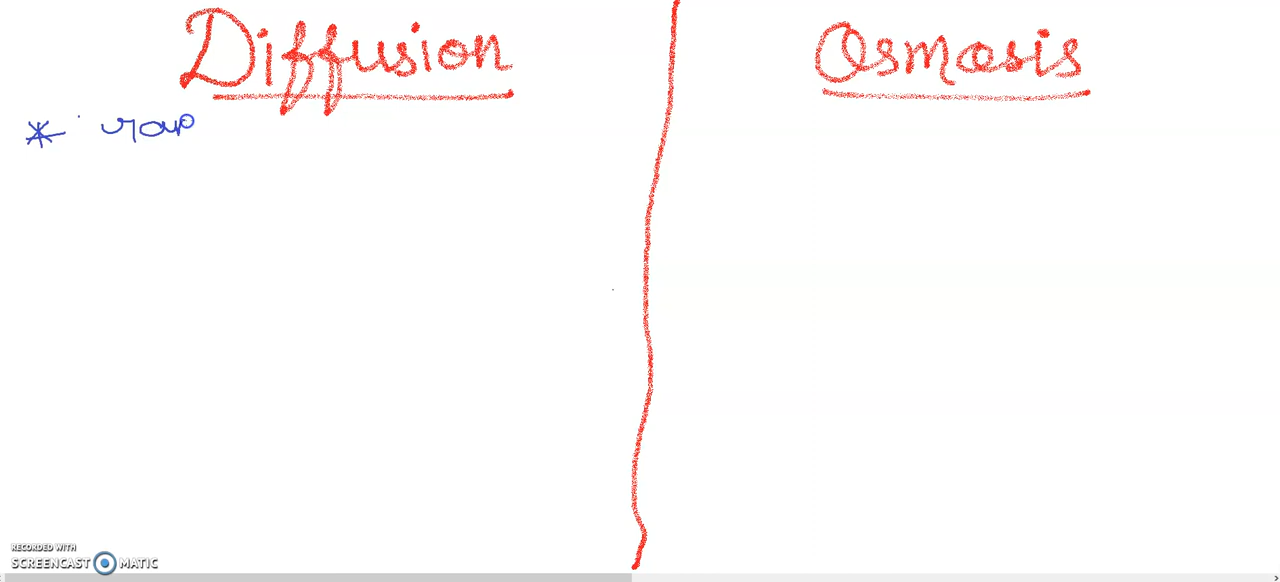 Diffusion
Osmosis
*
RECORDED WITH
SCREENCAST MATIC